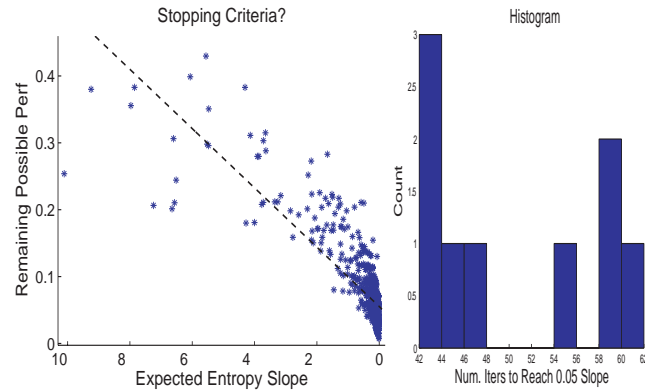 Stopping Criteria?
Remaining Possible Perf
0.4
0.3
0.2
0.1
0
10 8 6 4 2 0
Expected Entropy Slope
Histogram
Count
3
2.5
2
1.5
1
0.5
0
42 44 46 48 50 52 54 56 58 60 62
Num. Iters to Reach 0.05 Slope